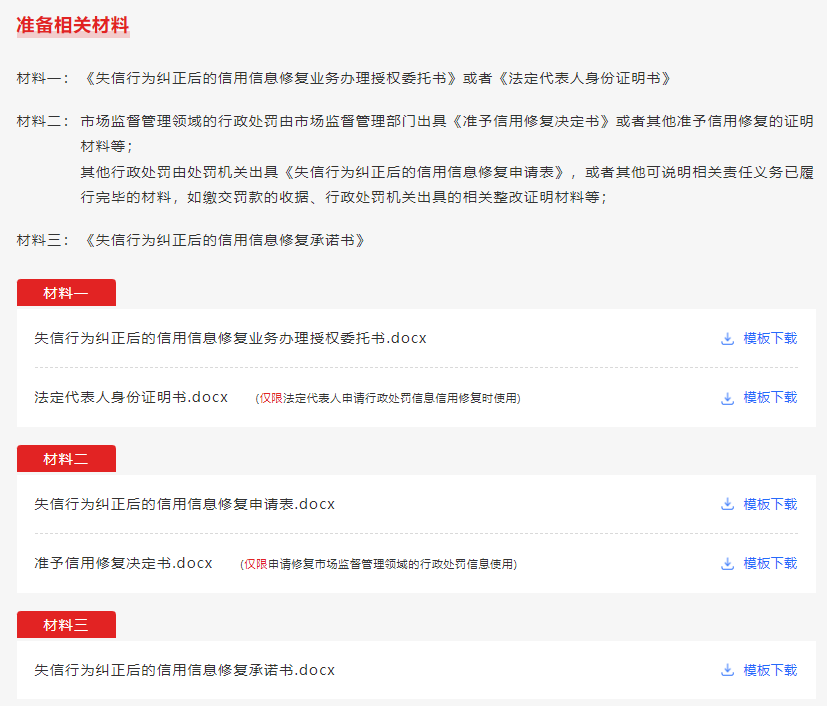 准备相关材料
材料一：《失信行为纠正后的信用信息修复业务办理授权委托书》或者《法定代表人身份证明书》
材料二：市场监督管理领域的行政处罚由市场监督管理部门出具《准予信用修复决定书》或者其他准予信用修复的证明
材料等；
其他行政处罚由处罚机关出具《失信行为纠正后的信用信息修复申请表》，或者其他可说明相关责任义务已履
行完毕的材料，如缴交罚款的收据、行政处罚机关出具的相关整改证明材料等；
材料三：《失信行为纠正后的信用信息修复承诺书》
材料一
失信行为纠正后的信用信息修复业务办理授权委托书.docx 模板下载
法定代表人身份证明书.docx (仅限法定代表人申请行政处罚信息信用修复时使用) 模板下载
材料二
失信行为纠正后的信用信息修复申请表.docx 模板下载
准予信用修复决定书.docx (仅限申请修复市场监督管理领域的行政处罚信息使用) 模板下载
材料三
失信行为纠正后的信用信息修复承诺书.docx 模板下载